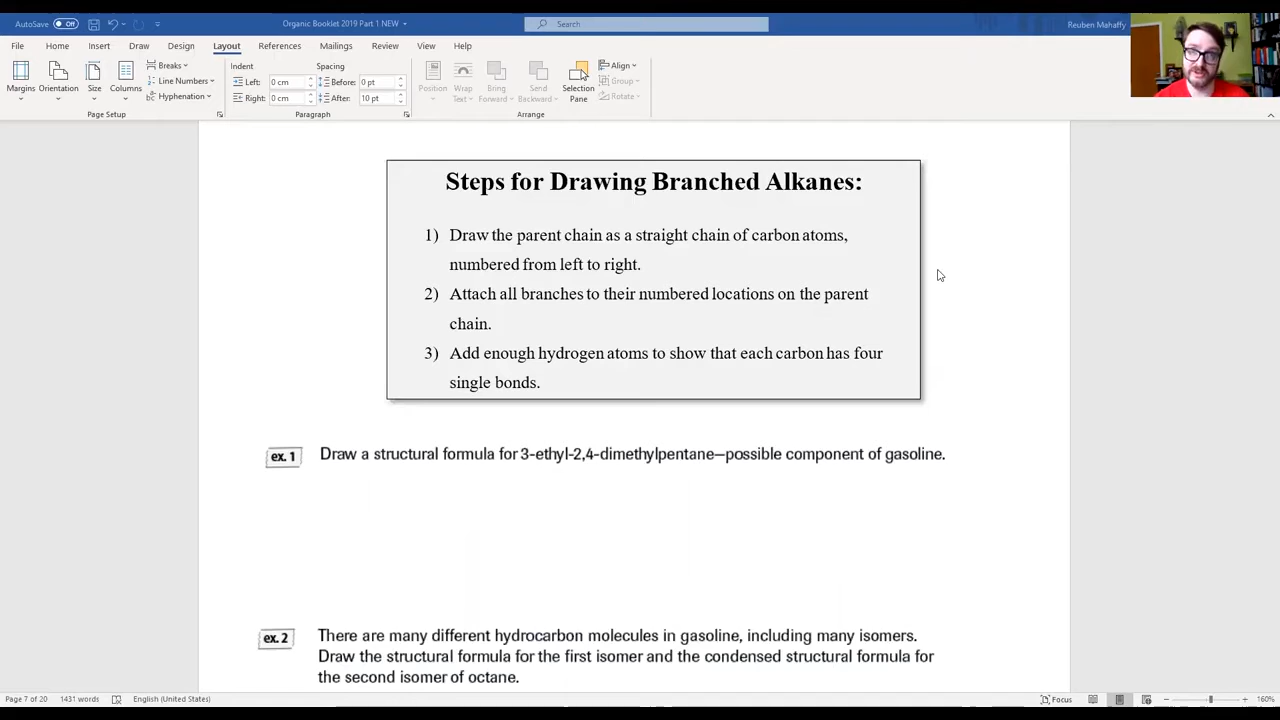 AutoSave Off Organic Booklet 2019 Part 1 NEW Search Reuben Mahaffy
File Home Insert Draw Design Layout References Mailings Review View Help
Margins Orientation Size Columns Breaks Line Numbers Hyphenation
Page Setup
Indent Spacing
Left: 0 cm Before: 0 pt
Right: 0 cm After: 10 pt
Paragraph
Position Wrap Text Bring Forward Send Backward Selection Pane Align Group Rotate
Arrange
Steps for Drawing Branched Alkanes:
1) Draw the parent chain as a straight chain of carbon atoms,
numbered from left to right.
2) Attach all branches to their numbered locations on the parent
chain.
3) Add enough hydrogen atoms to show that each carbon has four
single bonds.
ex. 1 Draw a structural formula for 3-ethyl-2,4-dimethylpentane—possible component of gasoline.
ex. 2 There are many different hydrocarbon molecules in gasoline, including many isomers.
Draw the structural formula for the first isomer and the condensed structural formula for
the second isomer of octane.
Page 7 of 20 1431 words English (United States) Focus 160%